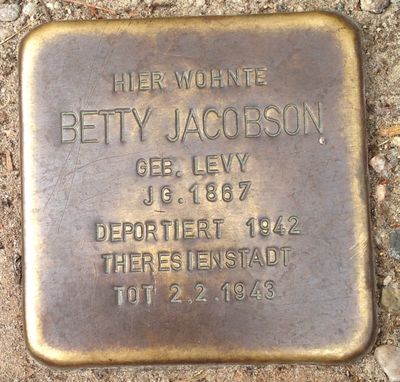 HIER WOHNTE
BETTY JACOBSON
GEB. LEVY
JG. 1867
DEPORTIERT 1942
THERESIENSTADT
TOT 2.2.1943